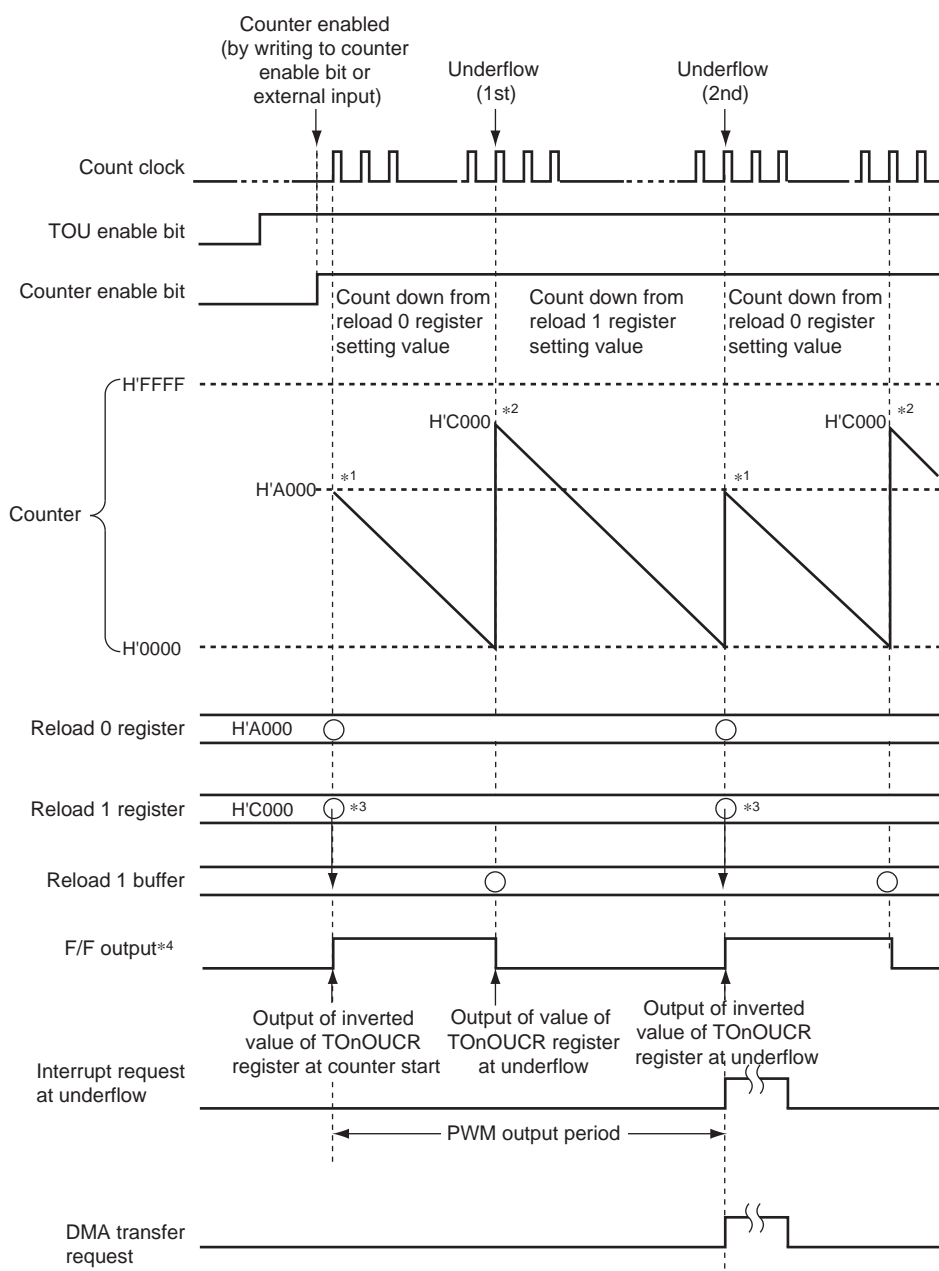 Counter enabled
(by writing to counter
enable bit or
external input)
Underflow
(1st)
Underflow
(2nd)
Count clock
TOU enable bit
Counter enable bit
Count down from
reload 0 register
setting value
Count down from
reload 1 register
setting value
Count down from
reload 0 register
setting value
H'FFFF
H'C000 *2
H'C000 *2
H'A000 *1
*1
Counter
H'0000
Reload 0 register H'A000
Reload 1 register H'C000 *3 *3
Reload 1 buffer
F/F output*4
Output of inverted
value of TOnOUCR
register at counter start
Output of value of
TOnOUCR register
at underflow
Output of inverted
value of TOnOUCR
register at underflow
Interrupt request
at underflow
PWM output period
DMA transfer
request